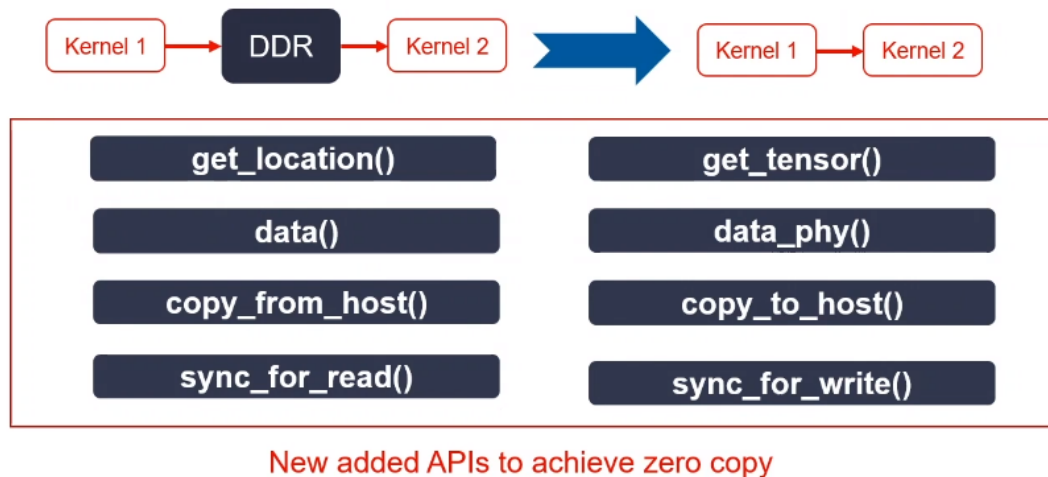 Kernel 1
DDR
Kernel 2
Kernel 1
Kernel 2
get_location()
get_tensor()
data()
data_phy()
copy_from_host()
copy_to_host()
sync_for_read()
sync_for_write()
New added APIs to achieve zero copy